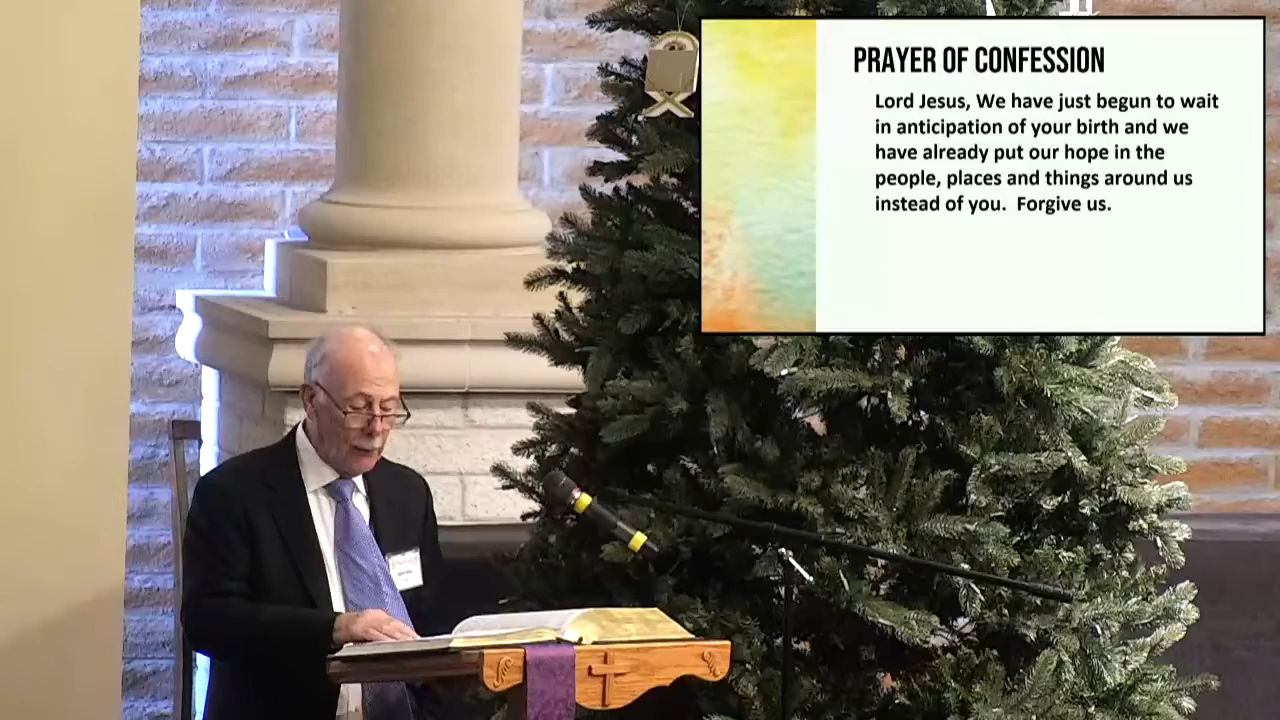 PRAYER OF CONFESSION
Lord Jesus, We have just begun to wait
in anticipation of your birth and we
have already put our hope in the
people, places and things around us
instead of you.  Forgive us.